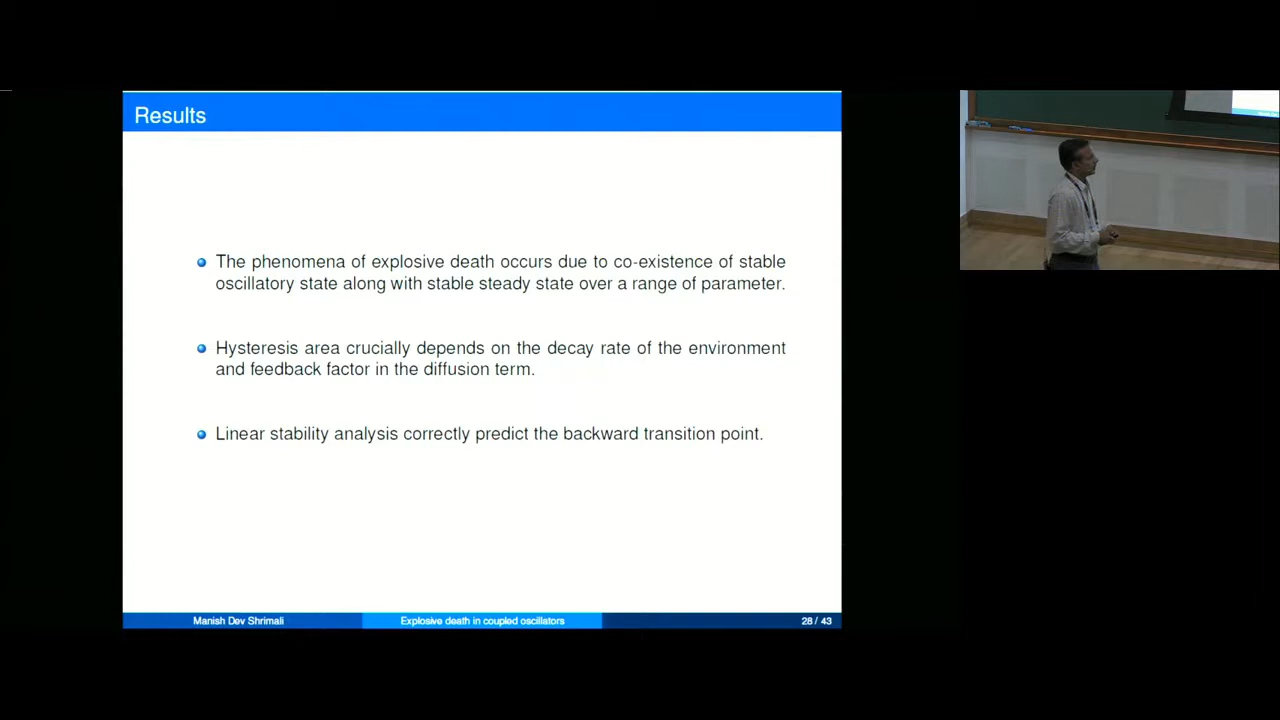 Results
The phenomena of explosive death occurs due to co-existence of stable
oscillatory state along with stable steady state over a range of parameter.
Hysteresis area crucially depends on the decay rate of the environment
and feedback factor in the diffusion term.
Linear stability analysis correctly predict the backward transition point.
Manish Dev Shrimali
Explosive death in coupled oscillators
28 / 43